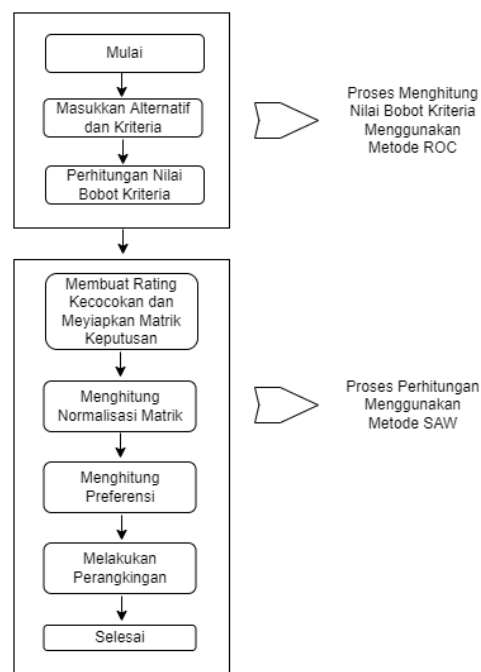 Mulai
Masukkan Alternatif
dan Kriteria
Perhitungan Nilai
Bobot Kriteria
Proses Menghitung
Nilai Bobot Kriteria
Menggunakan
Metode ROC
Membuat Rating
Kecocokan dan
Meyiapkan Matrik
Keputusan
Menghitung
Normalisasi Matrik
Menghitung
Preferensi
Melakukan
Perangkingan
Selesai
Proses Perhitungan
Menggunakan
Metode SAW